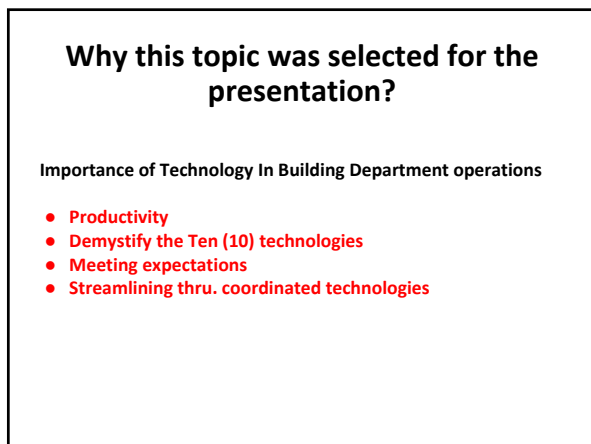 Why this topic was selected for the
presentation?
Importance of Technology In Building Department operations
● Productivity
● Demystify the Ten (10) technologies
● Meeting expectations
● Streamlining thru. coordinated technologies